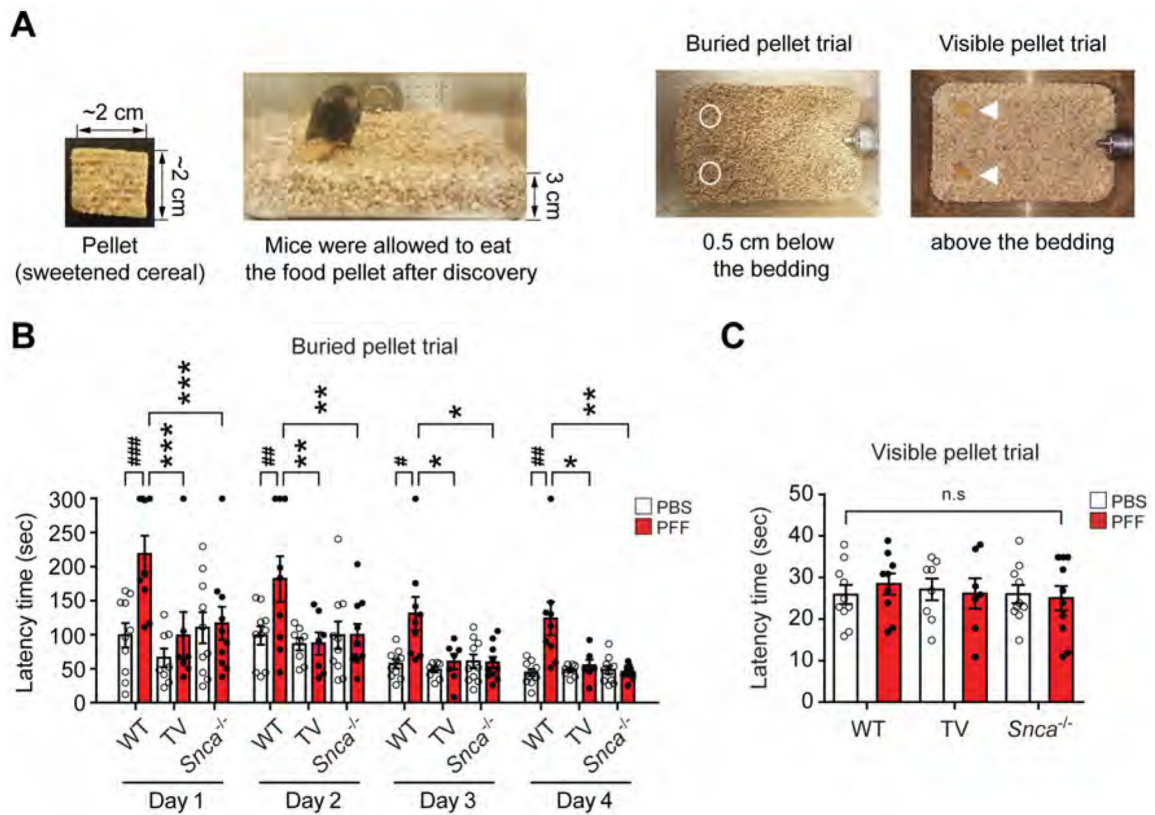 A
~2 cm
~2 cm
Pellet
(sweetened cereal)
3 cm
Mice were allowed to eat
the food pellet after discovery
Buried pellet trial
0.5 cm below
the bedding
Visible pellet trial
above the bedding
B
Buried pellet trial
***
### ***
**
## **
*
# *
**
## *
PBS
PFF
Latency time (sec)
300
200
150
100
50
0
WT TV Snca-/- WT TV Snca-/- WT TV Snca-/- WT TV Snca-/-
Day 1 Day 2 Day 3 Day 4
C
Visible pellet trial
n.s
PBS
PFF
Latency time (sec)
50
40
30
20
10
0
WT TV Snca-/-